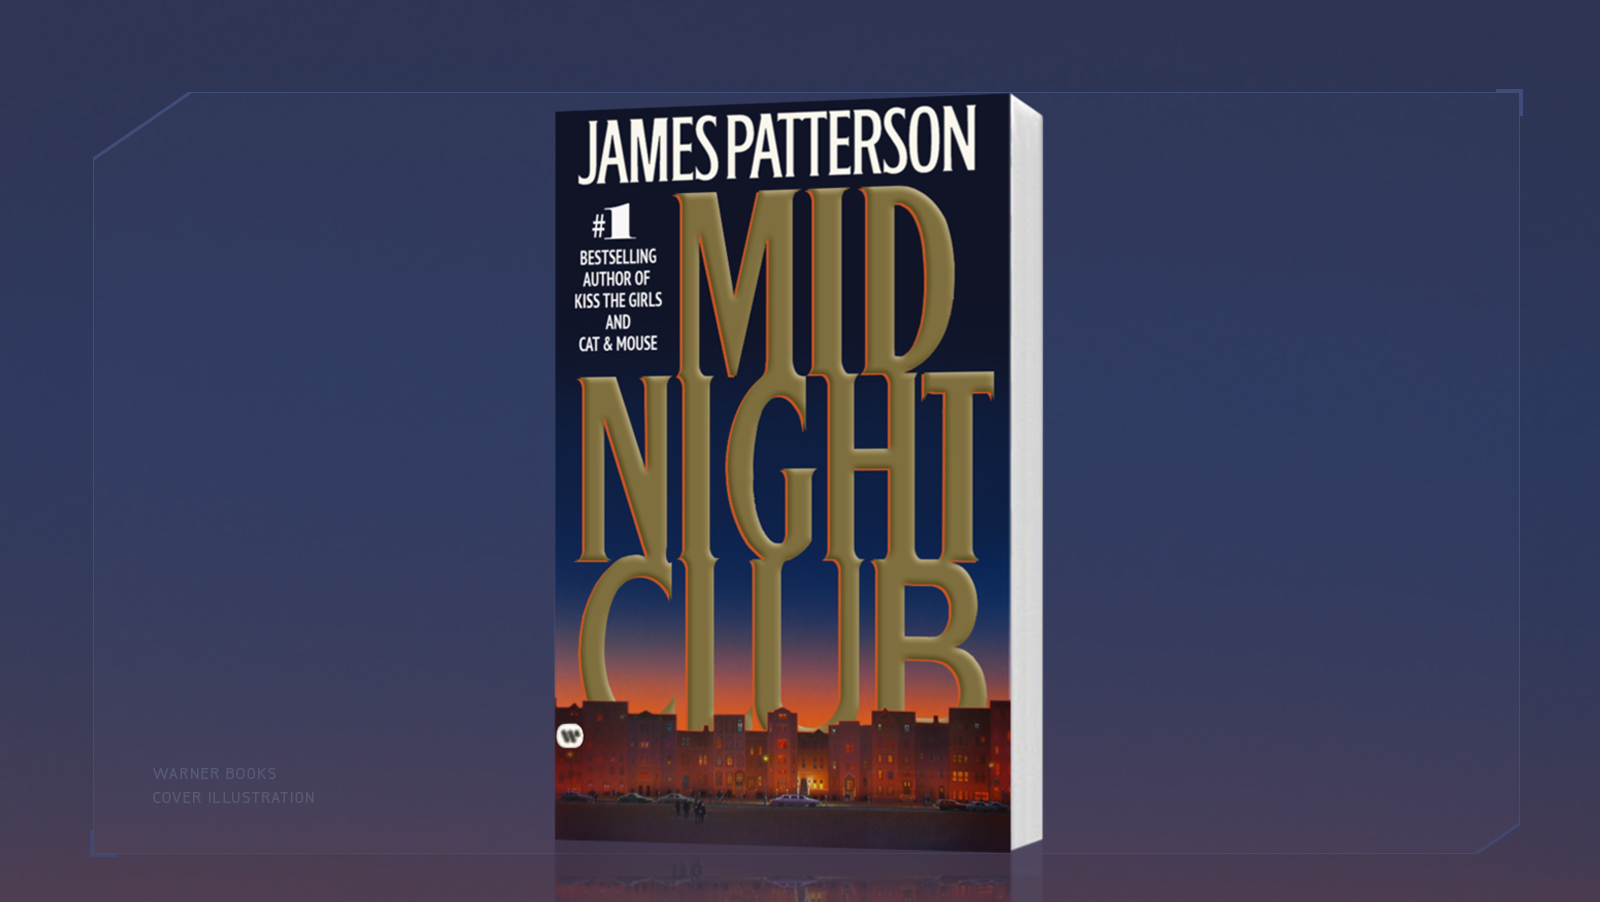 JAMES PATTERSON
#1
BESTSELLING
AUTHOR OF
KISS THE GIRLS
AND
CAT & MOUSE
MID
NIGHT
CLUB
WARNER BOOKS
COVER ILLUSTRATION